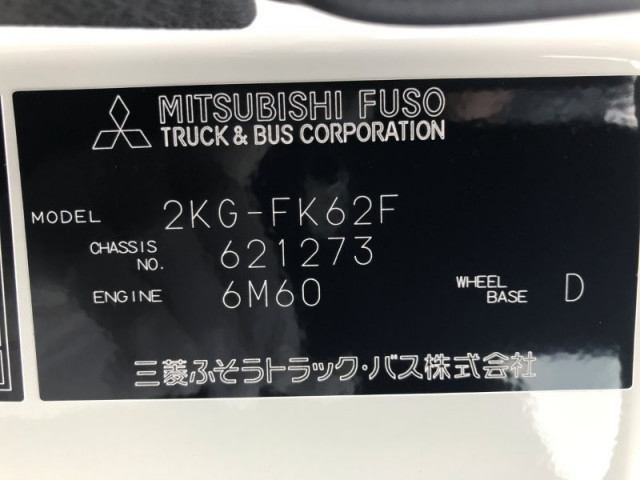 MITSUBISHI FUSO
TRUCK & BUS CORPORATION
MODEL 2KG-FK62F
CHASSIS NO. 621273
ENGINE 6M60 WHEEL BASE D
三菱ふそうトラック・バス株式会社